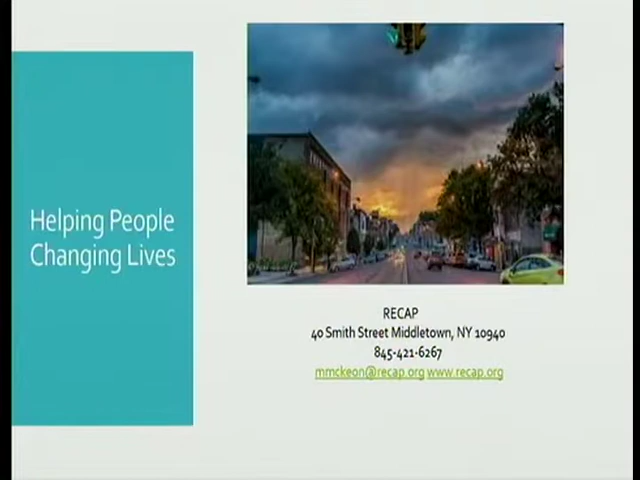 Helping People
Changing Lives
RECAP
40 Smith Street Middletown, NY 10940
845-421-6267
mmckeon@recap.org www.recap.org